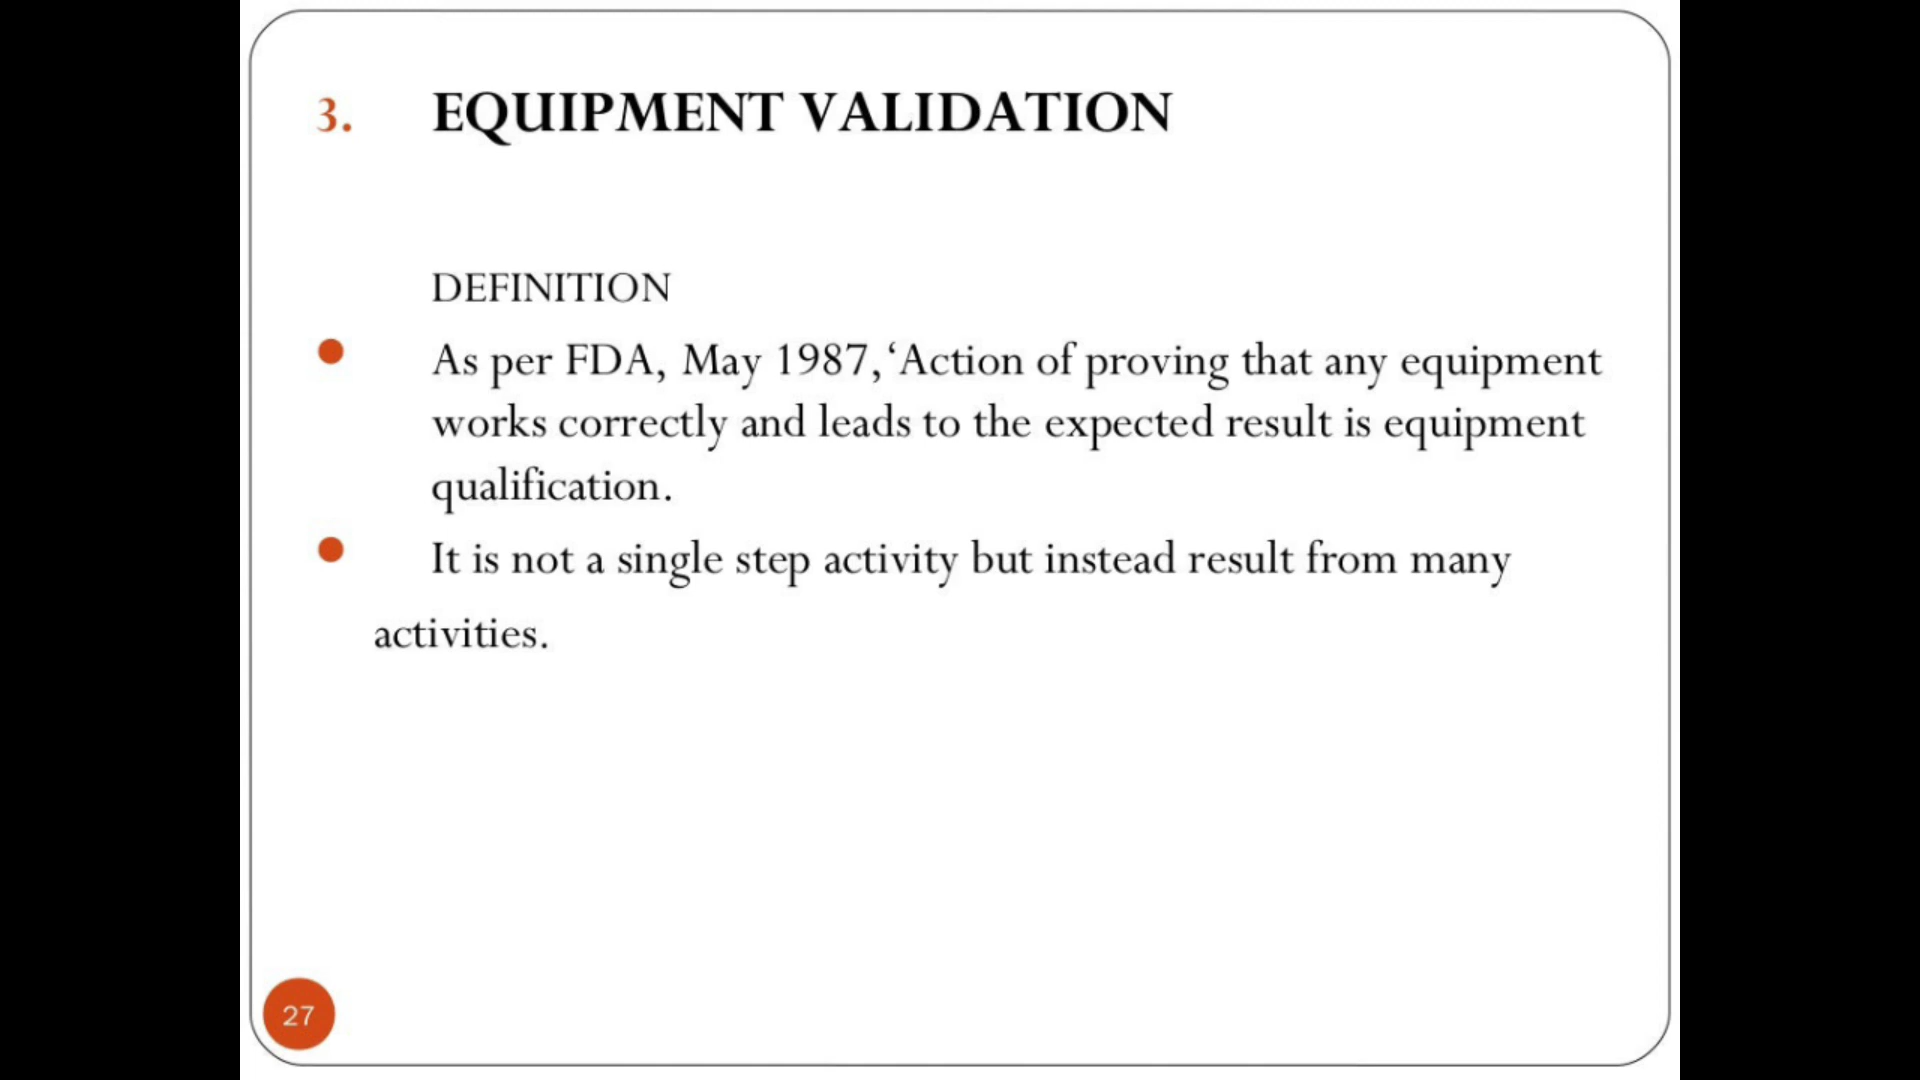 3. EQUIPMENT VALIDATION
DEFINITION
As per FDA, May 1987,‘Action of proving that any equipment
works correctly and leads to the expected result is equipment
qualification.
It is not a single step activity but instead result from many
activities.
27